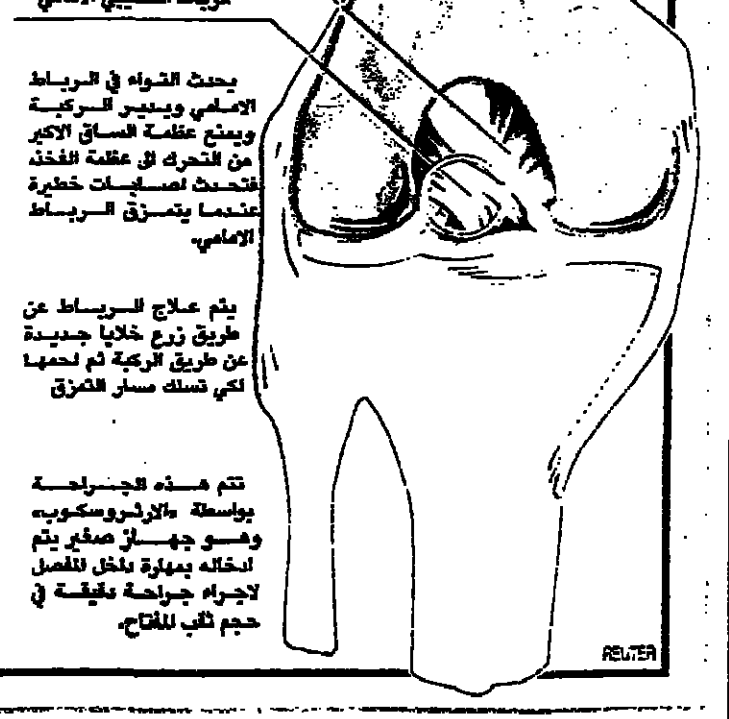 الرباط الصليبي الامامي
يحدث التواء في الرباط
الامامي ويدير الركبة
ويمنع عظمة الساق الاكبر
من التحرك الى عظمة الفخذ
فتحدث اصابات خطيرة
عندما يتمزق الرباط
الامامي.
يتم علاج الرباط عن
طريق زرع خلايا جديدة
عن طريق الركبة ثم لحمها
لكي تسلك مسار التمزق
تتم هذه الجراحة
بواسطة «الارثروسكوب»
وهو جهاز صغير يتم
ادخاله بمهارة داخل المفصل
لاجراء جراحة دقيقة في
حجم ثقب المفتاح.
REUTER